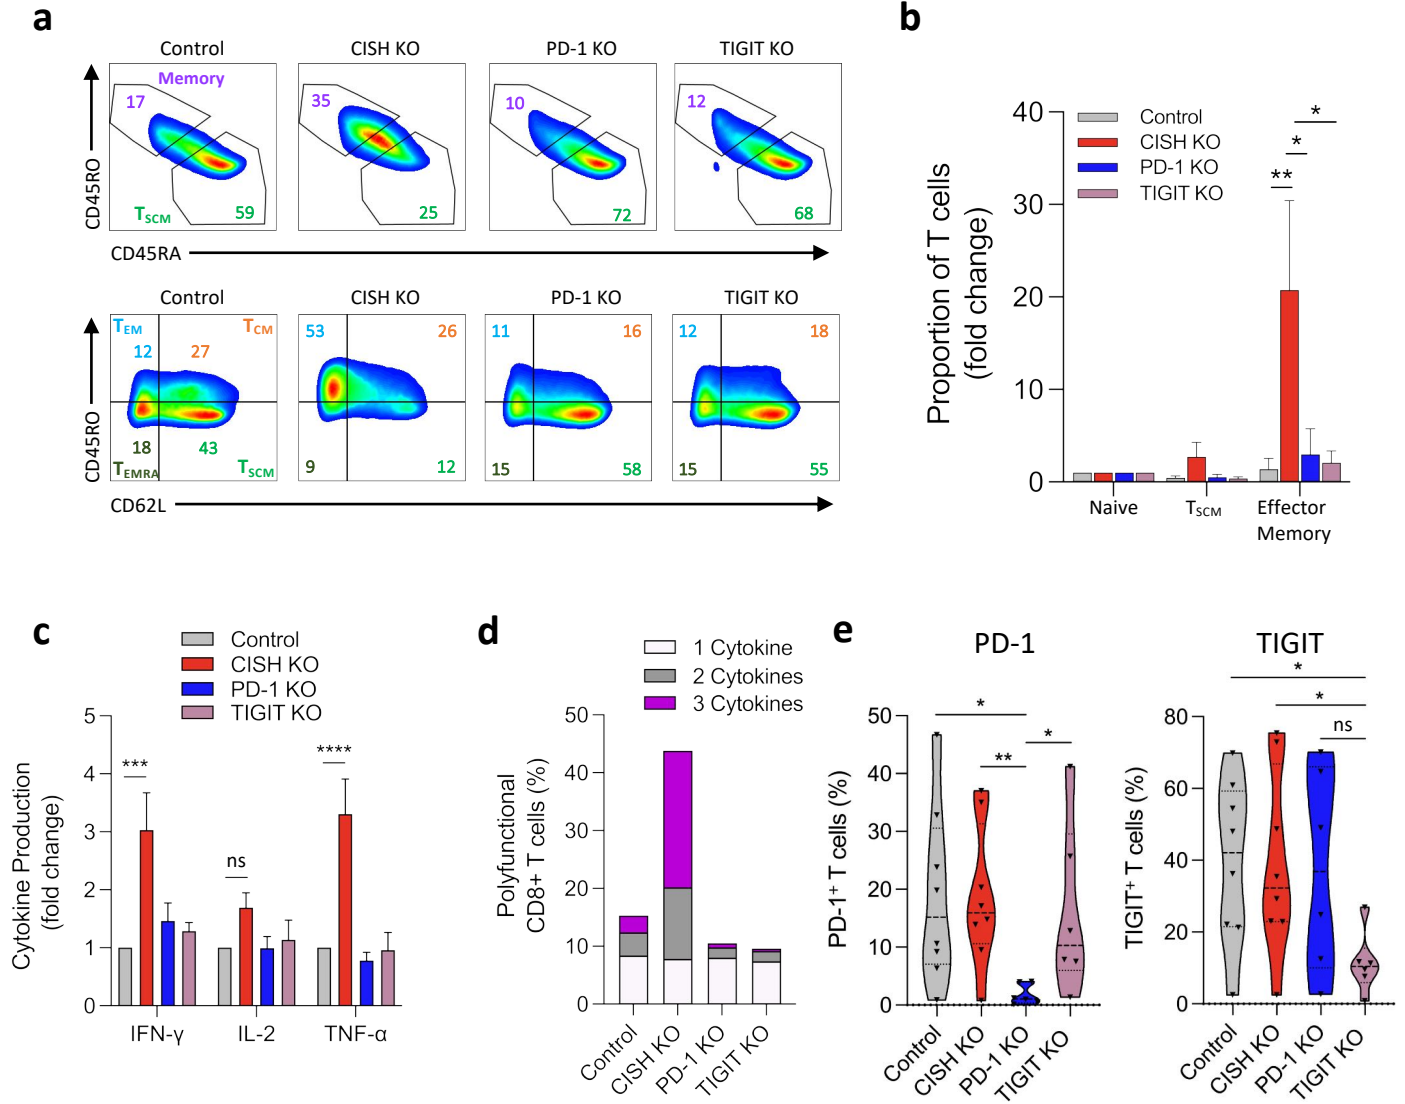 a
Control
CISH KO
PD-1 KO
TIGIT KO
Memory
17
35
10
12
CD45RO
TSCM
59
25
72
68
CD45RA
Control
CISH KO
PD-1 KO
TIGIT KO
TEM
TCM
12
27
53
26
11
16
12
18
CD45RO
18
43
TEMRA
TSCM
9
12
15
58
15
55
CD62L
b
Control
CISH KO
PD-1 KO
TIGIT KO
*
*
**
40
30
20
10
0
Proportion of T cells
(fold change)
Naive
TSCM
Effector
Memory
c
Control
CISH KO
PD-1 KO
TIGIT KO
***
ns
****
5
4
3
2
1
0
Cytokine Production
(fold change)
IFN-γ
IL-2
TNF-α
d
1 Cytokine
2 Cytokines
3 Cytokines
50
40
30
20
10
0
Polyfunctional
CD8+ T cells (%)
Control
CISH KO
PD-1 KO
TIGIT KO
e
PD-1
*
*
**
50
40
30
20
10
0
PD-1+ T cells (%)
Control
CISH KO
PD-1 KO
TIGIT KO
TIGIT
*
*
ns
80
60
40
20
0
TIGIT+ T cells (%)
Control
CISH KO
PD-1 KO
TIGIT KO